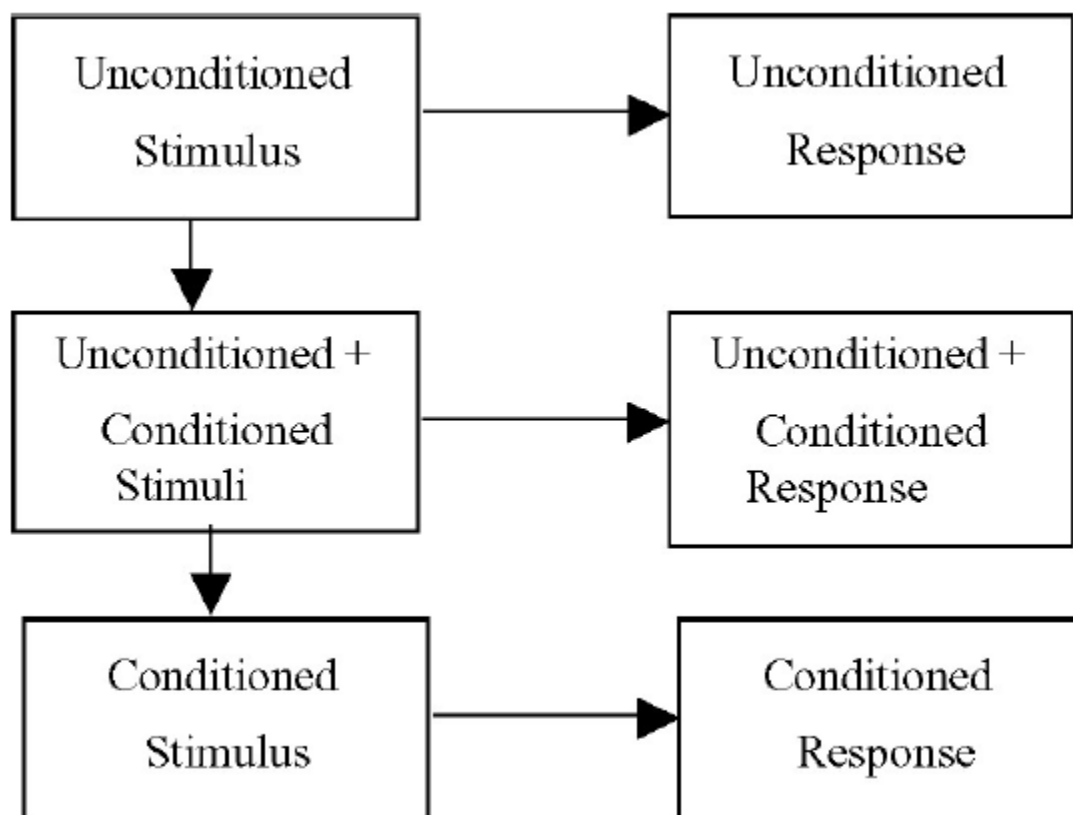 Unconditioned
Stimulus
Unconditioned
Response
Unconditioned +
Conditioned
Stimuli
Unconditioned +
Conditioned
Response
Conditioned
Stimulus
Conditioned
Response